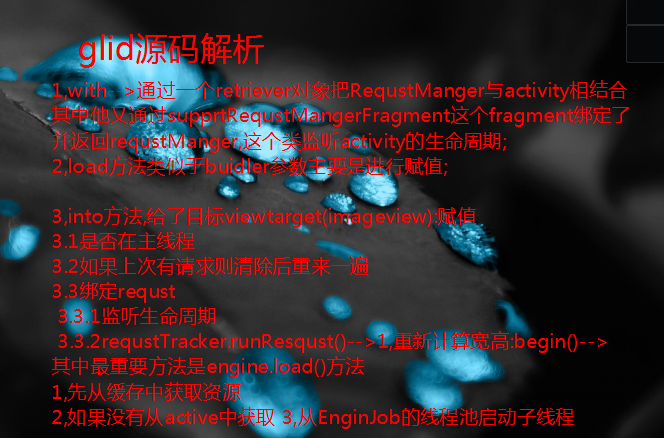 glid源码解析
1,with-->通过一个retriever对象把RequstManger与activity相结合
其中他又通过supprtRequstMangerFragment这个fragment绑定了
并返回requstManger,这个类监听activity的生命周期;
2,load方法类似于buidler参数主要是进行赋值;
3,into方法,给了目标viewtarget(imageview):赋值
3.1是否在主线程
3.2如果上次有请求则清除后重来一遍
3.3绑定requst
3.3.1监听生命周期
3.3.2requstTracker.runResqust()-->1,重新计算宽高:begin()-->
其中最重要方法是engine.load()方法
1,先从缓存中获取资源
2,如果没有从active中获取 3,从EnginJob的线程池启动子线程